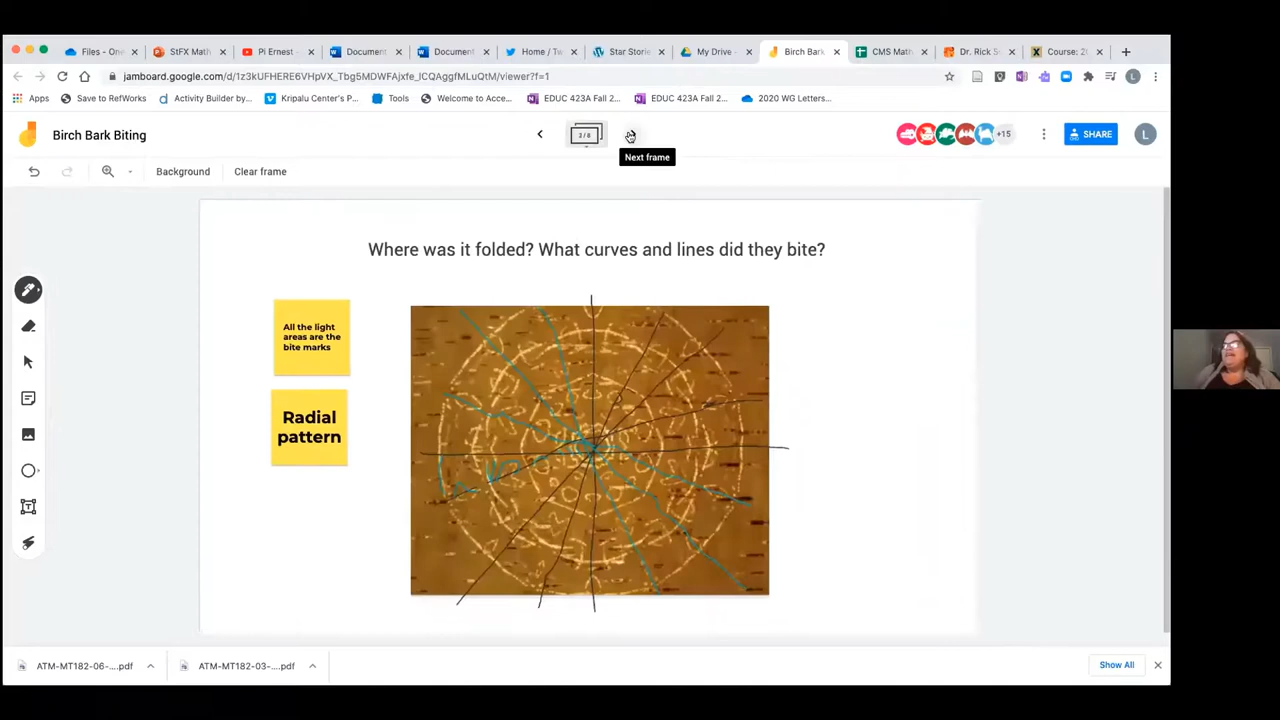 Files - One
StFX Math
Pi Ernest -
Document
Document
Home / Tw
Star Stories
My Drive -
Birch Bark
CMS Math
Dr. Rick S
Course: 20
jamboard.google.com/d/1z3kUFHERE6VHpVX_Tbg5MDWFAjxfe_ICQAggfMLuQtM/viewer?f=1
L
Apps
Save to RefWorks
Activity Builder by...
Kripalu Center's P...
Tools
Welcome to Acce...
EDUC 423A Fall 2...
EDUC 423A Fall 2...
2020 WG Letters...
Birch Bark Biting
2 / 8
+15
SHARE
L
Next frame
Background
Clear frame
Where was it folded? What curves and lines did they bite?
All the light
areas are the
bite marks
Radial
pattern
ATM-MT182-06-....pdf
ATM-MT182-03-....pdf
Show All